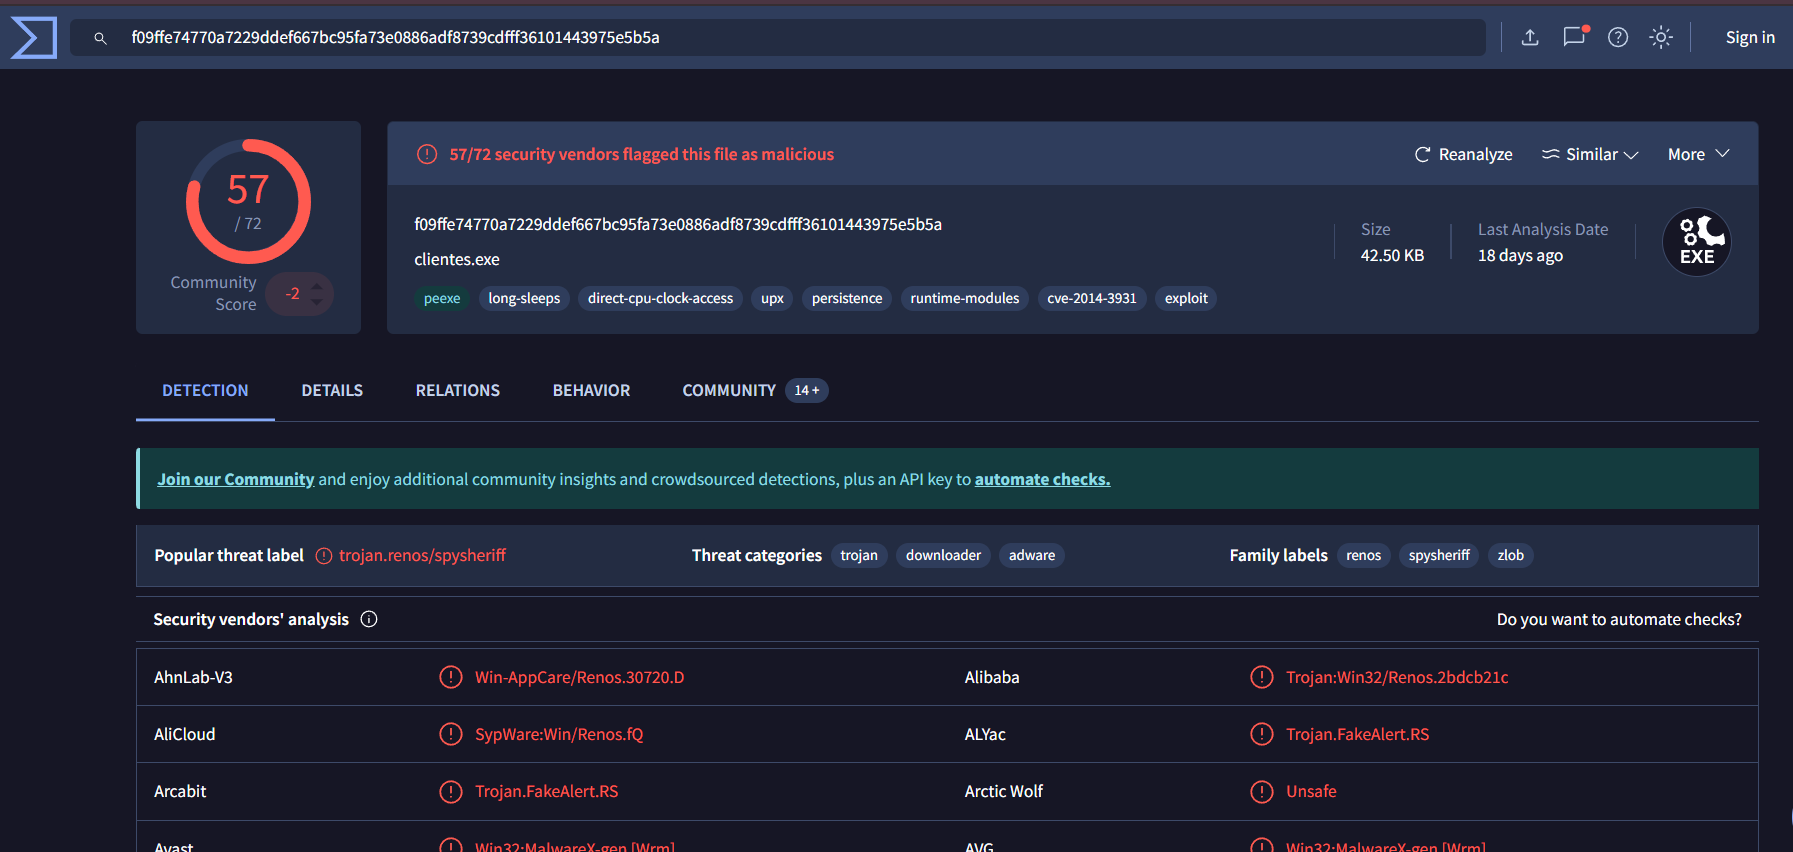 f09ffe74770a7229ddef667bc95fa73e0886adf8739cdfff36101443975e5b5a
Sign in
57
/ 72
Community Score
-2
57/72 security vendors flagged this file as malicious
Reanalyze
Similar
More
f09ffe74770a7229ddef667bc95fa73e0886adf8739cdfff36101443975e5b5a
clientes.exe
peexe long-sleeps direct-cpu-clock-access upx persistence runtime-modules cve-2014-3931 exploit
Size
42.50 KB
Last Analysis Date
18 days ago
EXE
DETECTION DETAILS RELATIONS BEHAVIOR COMMUNITY 14 +
Join our Community and enjoy additional community insights and crowdsourced detections, plus an API key to automate checks.
Popular threat label trojan.renos/spysheriff Threat categories trojan downloader adware Family labels renos spysheriff zlob
Security vendors' analysis Do you want to automate checks?
AhnLab-V3 Win-AppCare/Renos.30720.D Alibaba Trojan:Win32/Renos.2bdcb21c
AliCloud SypWare:Win/Renos.fQ ALYac Trojan.FakeAlert.RS
Arcabit Trojan.FakeAlert.RS Arctic Wolf Unsafe
Avast Win32:MalwareX-gen [Wrm] AVG Win32:MalwareX-gen [Wrm]